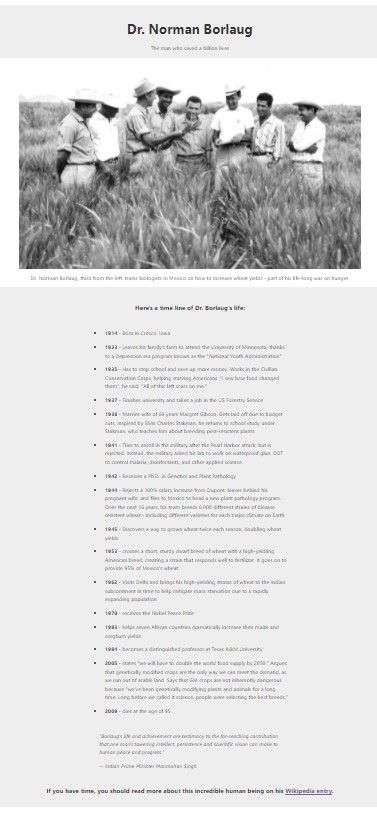 Dr. Norman Borlaug
The man who saved a billion lives
Dr. Norman Borlaug, third from the left, trains biologists in Mexico on how to increase wheat yields - part of his life-long war on hunger.
Here's a time line of Dr. Borlaug's life:
1914 - Born in Cresco, Iowa
1933 - Leaves his family's farm to attend the University of Minnesota, thanks
to a Depression era program known as the "National Youth Administration"
1935 - Has to stop school and save up more money. Works in the Civilian
Conservation Corps, helping starving Americans. "I saw how food changed
them", he said. "All of this left scars on me."
1937 - Finishes university and takes a job in the US Forestry Service
1938 - Marries wife of 69 years Margret Gibson. Gets laid off due to budget
cuts. Inspired by Elvin Charles Stakman, he returns to school study under
Stakman, who teaches him about breeding pest-resistent plants.
1941 - Tries to enroll in the military after the Pearl Harbor attack, but is
rejected. Instead, the military asked his lab to work on waterproof glue, DDT
to control malaria, disinfectants, and other applied science.
1942 - Receives a Ph.D. in Genetics and Plant Pathology
1944 - Rejects a 100% salary increase from Dupont, leaves behind his
pregnant wife, and flies to Mexico to head a new plant pathology program.
Over the next 16 years, his team breeds 6,000 different strains of disease
resistent wheat - including different varieties for each major climate on Earth.
1945 - Discovers a way to grown wheat twice each season, doubling wheat
yields
1953 - crosses a short, sturdy dwarf breed of wheat with a high-yeidling
American breed, creating a strain that responds well to fertilizer. It goes on to
provide 95% of Mexico's wheat.
1962 - Visits Delhi and brings his high-yielding strains of wheat to the Indian
subcontinent in time to help mitigate mass starvation due to a rapidly
expanding population
1970 - receives the Nobel Peace Prize
1983 - helps seven African countries dramatically increase their maize and
sorghum yields
1984 - becomes a distinguished professor at Texas A&M University
2005 - states "we will have to double the world food supply by 2050." Argues
that genetically modified crops are the only way we can meet the demand, as
we run out of arable land. Says that GM crops are not inherently dangerous
because "we've been genetically modifying plants and animals for a long
time. Long before we called it science, people were selecting the best breeds."
2009 - dies at the age of 95.
"Borlaug's life and achievement are testimony to the far-reaching contribution
that one man's towering intellect, persistence and scientific vision can make to
human peace and progress."
— Indian Prime Minister Manmohan Singh
If you have time, you should read more about this incredible human being on his Wikipedia entry.